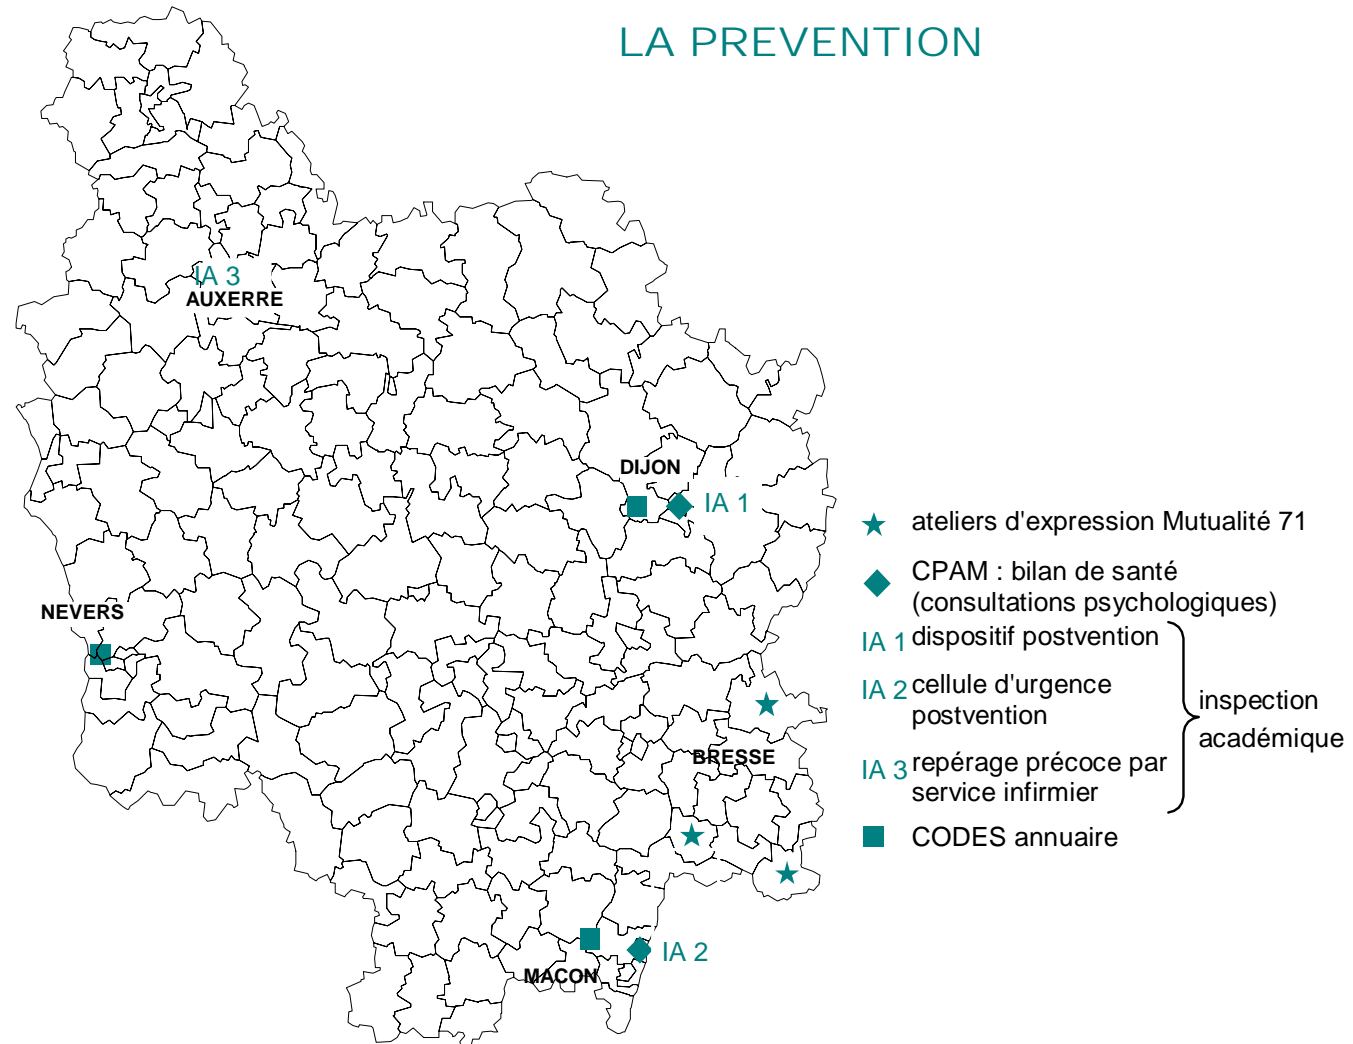 LA PREVENTION
IA 3
AUXERRE
DIJON
IA 1
NEVERS
BRESSE
IA 2
MACON
ateliers d'expression Mutualité 71
CPAM : bilan de santé
(consultations psychologiques)
IA 1 dispositif postvention
IA 2 cellule d'urgence
postvention
IA 3 repérage précoce par
service infirmier
inspection
académique
CODES annuaire